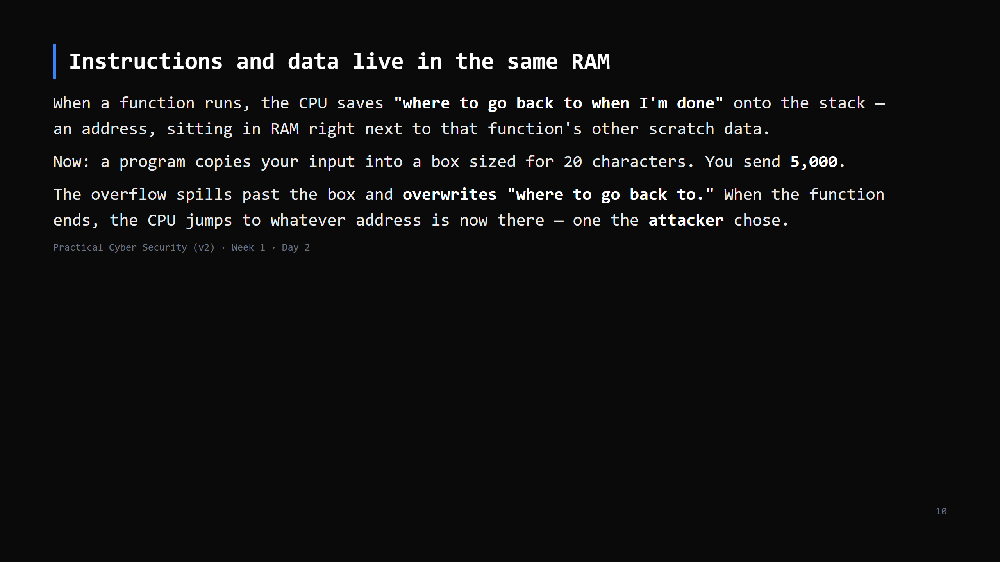 Instructions and data live in the same RAM
When a function runs, the CPU saves "where to go back to when I'm done" onto the stack —
an address, sitting in RAM right next to that function's other scratch data.
Now: a program copies your input into a box sized for 20 characters. You send 5,000.
The overflow spills past the box and overwrites "where to go back to." When the function
ends, the CPU jumps to whatever address is now there — one the attacker chose.
Practical Cyber Security (v2) · Week 1 · Day 2
10